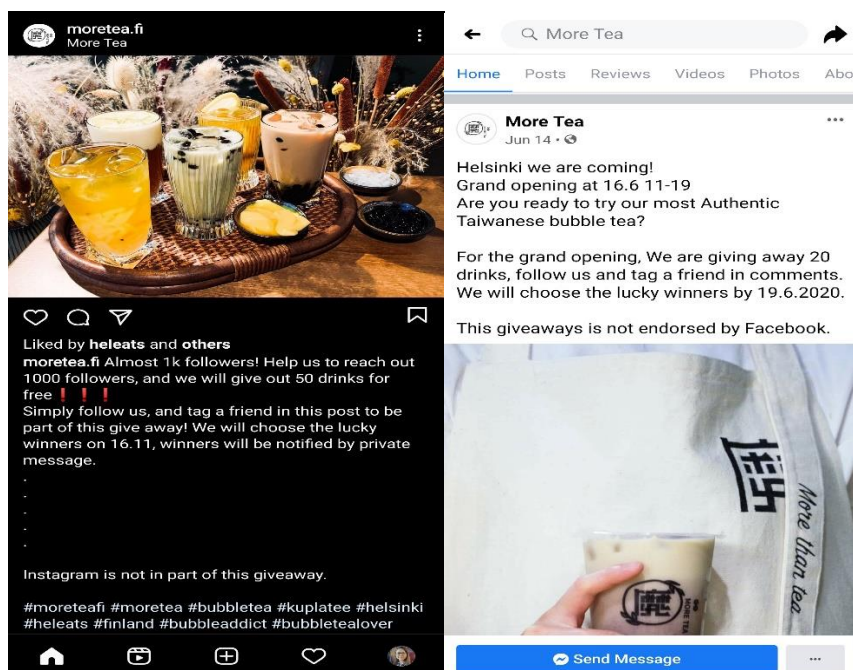 moretea.fi
More Tea
Liked by heleats and others
moretea.fi Almost 1k followers! Help us to reach out
1000 followers, and we will give out 50 drinks for
free❗❗❗
Simply follow us, and tag a friend in this post to be
part of this give away! We will choose the lucky
winners on 16.11, winners will be notified by private
message.
.
.
.
.
.
Instagram is not in part of this giveaway.
#moreteafi #moretea #bubbletea #kuplatee #helsinki
#heleats #finland #bubbleaddict #bubbletealover
More Tea
Home Posts Reviews Videos Photos Abo
More Tea
Jun 14
Helsinki we are coming!
Grand opening at 16.6 11-19
Are you ready to try our most Authentic
Taiwanese bubble tea?
For the grand opening, We are giving away 20
drinks, follow us and tag a friend in comments.
We will choose the lucky winners by 19.6.2020.
This giveaways is not endorsed by Facebook.
More than tea
MORE TEA
Send Message